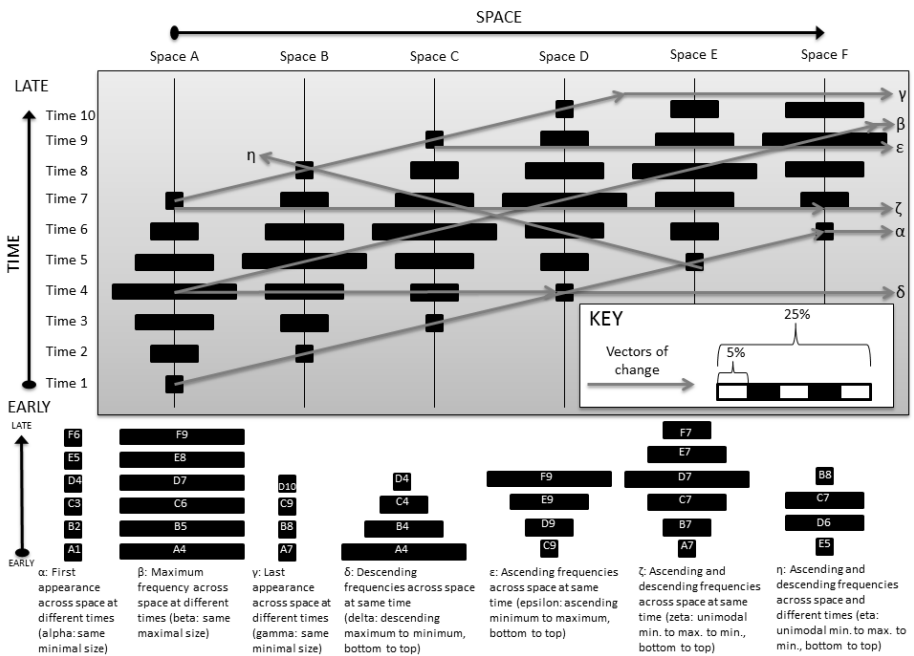 SPACE
Space A Space B Space C Space D Space E Space F
LATE
γ
Time 10
β
Time 9
ε
η
Time 8
Time 7
ζ
Time 6
α
TIME
Time 5
Time 4
δ
Time 3
Time 2
Time 1
EARLY
KEY
25%
Vectors of
change
5%
LATE
EARLY
F6
E5
D4
C3
B2
A1
F9
E8
D7
C6
B5
A4
D10
C9
B8
A7
D4
C4
B4
A4
F9
E9
D9
C9
F7
E7
D7
C7
B7
A7
B8
C7
D6
E5
α: First
appearance
across space at
different times
(alpha: same
minimal size)
β: Maximum
frequency across
space at different
times (beta: same
maximal size)
γ: Last
appearance
across space at
different times
(gamma: same
minimal size)
δ: Descending
frequencies across space
at same time
(delta: descending
maximum to minimum,
bottom to top)
ε: Ascending frequencies
across space at same
time (epsilon: ascending
minimum to maximum,
bottom to top)
ζ: Ascending and
descending frequencies
across space at same
time (zeta: unimodal
min. to max. to min.,
bottom to top)
η: Ascending and
descending frequencies
across space and
different times (eta:
unimodal min. to max. to
min., bottom to top)